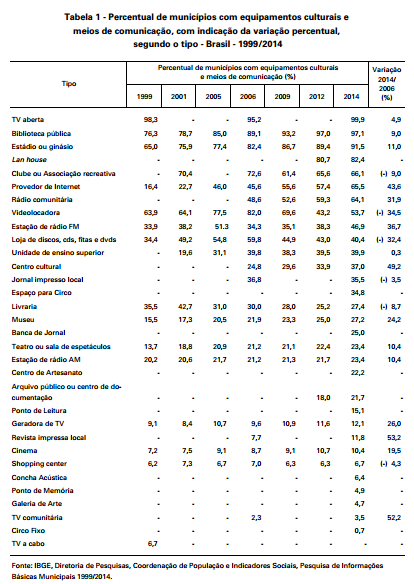 Tabela 1 - Percentual de municípios com equipamentos culturais e
meios de comunicação, com indicação da variação percentual,
segundo o tipo - Brasil - 1999/2014
Tipo
Percentual de municípios com equipamentos culturais
e meios de comunicação (%)
Variação
2014/
2006 (%)
1999 2001 2005 2006 2009 2012 2014
TV aberta 98,3 - - 95,2 - - 99,9 4,9
Biblioteca pública 76,3 78,7 85,0 89,1 93,2 97,0 97,1 9,0
Estádio ou ginásio 65,0 75,9 77,4 82,4 86,7 89,4 91,5 11,0
Lan house - - - - - 80,7 82,4 -
Clube ou Associação recreativa - 70,4 - 72,6 61,4 65,6 66,1 (-) 9,0
Provedor de Internet 16,4 22,7 46,0 45,6 55,6 57,4 65,5 43,6
Rádio comunitária - - - 48,6 52,6 59,3 64,1 31,9
Videolocadora 63,9 64,1 77,5 82,0 69,6 43,2 53,7 (-) 34,5
Estação de rádio FM 33,9 38,2 51.3 34,3 35,1 38,3 46,9 36,7
Loja de discos, cds, fitas e dvds 34,4 49,2 54,8 59,8 44,9 43,0 40,4 (-) 32,4
Unidade de ensino superior - 19,6 31,1 39,8 38,3 39,5 39,9 0,3
Centro cultural - - - 24,8 29,6 33,9 37,0 49,2
Jornal impresso local - - - 36,8 - - 35,5 (-) 3,5
Espaço para Circo - - - - - - 34,8 -
Livraria 35,5 42,7 31,0 30,0 28,0 25,2 27,4 (-) 8,7
Museu 15,5 17,3 20,5 21,9 23,3 25,0 27,2 24,2
Banca de Jornal - - - - - - 25,0 -
Teatro ou sala de espetáculos 13,7 18,8 20,9 21,2 21,1 22,4 23,4 10,4
Estação de rádio AM 20,2 20,6 21,7 21,2 21,3 21,7 23,4 10,4
Centro de Artesanato - - - - - - 22,2 -
Arquivo público ou centro de do-
cumentação - - - - - 18,0 21,7 -
Ponto de Leitura - - - - - - 15,1 -
Geradora de TV 9,1 8,4 10,7 9,6 10,9 11,6 12,1 26,0
Revista impressa local - - - 7,7 - - 11,8 53,2
Cinema 7,2 7,5 9,1 8,7 9,1 10,7 10,4 19,5
Shopping center 6,2 7,3 6,7 7,0 6,3 6,3 6,7 (-) 4,3
Concha Acústica - - - - - - 6,4 -
Ponto de Memória - - - - - - 4,9 -
Galeria de Arte - - - - - - 4,7 -
TV comunitária - - - 2,3 - - 3,5 52,2
Circo Fixo - - - - - - 0,7 -
TV a cabo 6,7 - - - - - - -
Fonte: IBGE, Diretoria de Pesquisas, Coordenação de População e Indicadores Sociais, Pesquisa de Informações
Básicas Municipais 1999/2014.